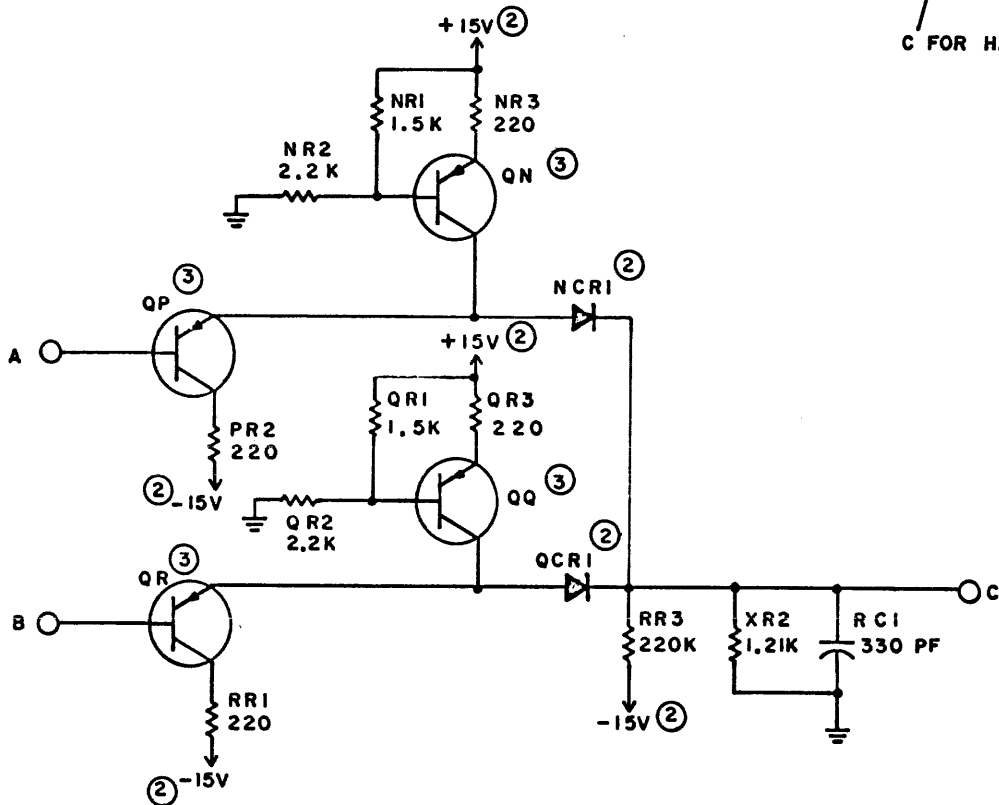 +15V ②
C FOR H
NR1
1.5K
NR3
220
NR2
2.2K
QN ③
③
QP
NCR1 ②
A
+15V ②
QR1
1.5K
QR3
220
PR2
220
② -15V
QQ ③
QR2
2.2K
③
QR
QCR1 ②
B
C
RR3
220K
XR2
1.21K
RC1
330 PF
RR1
220
-15V ②
② -15V